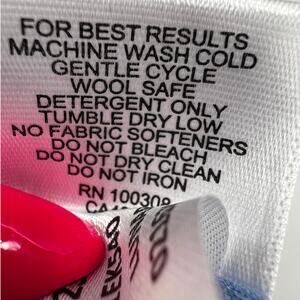 FOR BEST RESULTS
MACHINE WASH COLD
GENTLE CYCLE
WOOL SAFE
DETERGENT ONLY
TUMBLE DRY LOW
NO FABRIC SOFTENERS
DO NOT BLEACH
DO NOT DRY CLEAN
DO NOT IRON
RN 100308